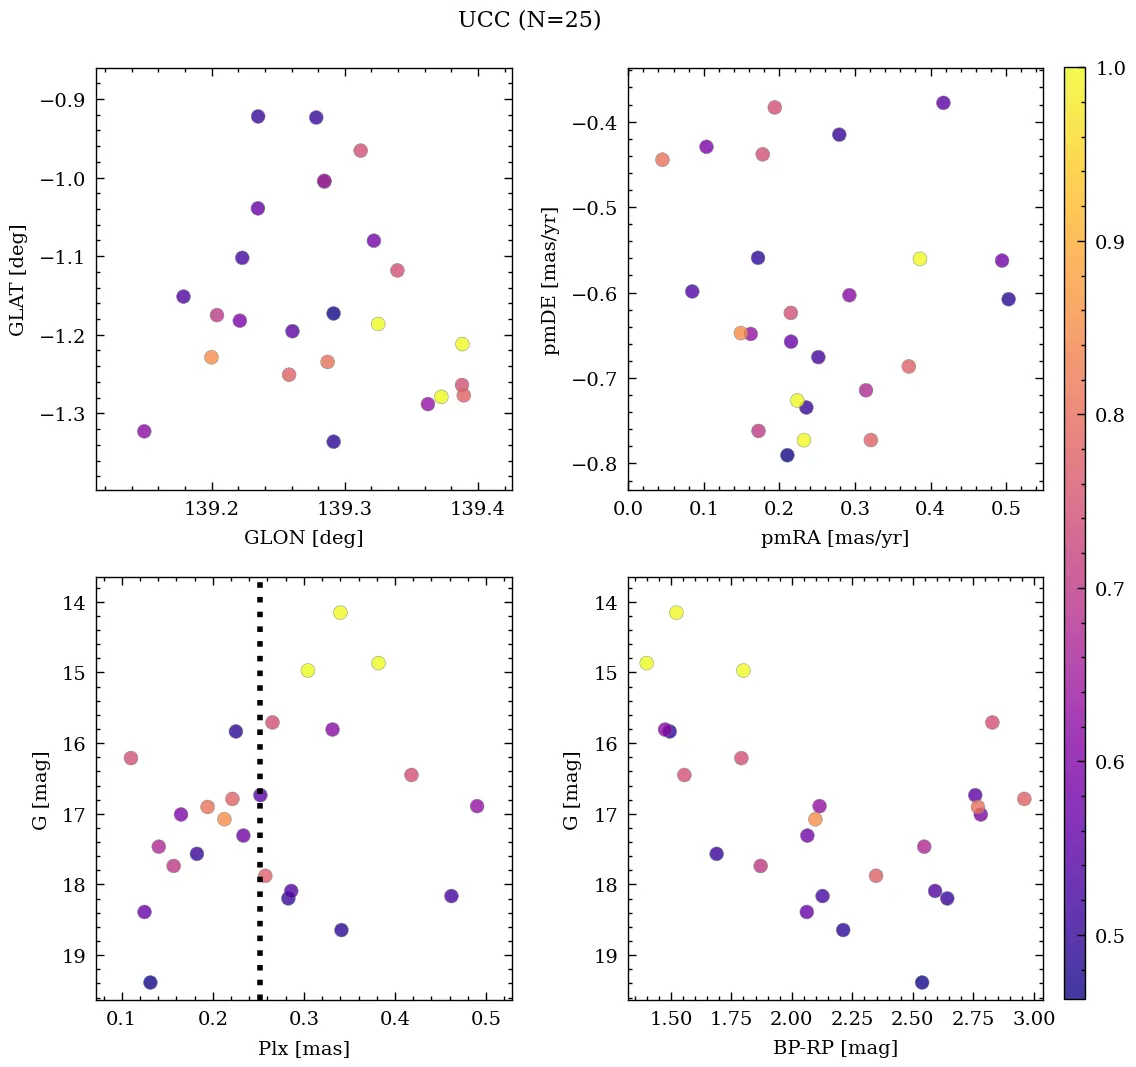 UCC (N=25)
−0.9
−1.0
−1.1
−1.2
−1.3
GLAT [deg]
139.2 139.3 139.4
GLON [deg]
−0.4
−0.5
−0.6
−0.7
−0.8
pmDE [mas/yr]
0.0 0.1 0.2 0.3 0.4 0.5
pmRA [mas/yr]
14
15
16
17
18
19
G [mag]
0.1 0.2 0.3 0.4 0.5
Plx [mas]
14
15
16
17
18
19
G [mag]
1.50 1.75 2.00 2.25 2.50 2.75 3.00
BP-RP [mag]
1.0
0.9
0.8
0.7
0.6
0.5